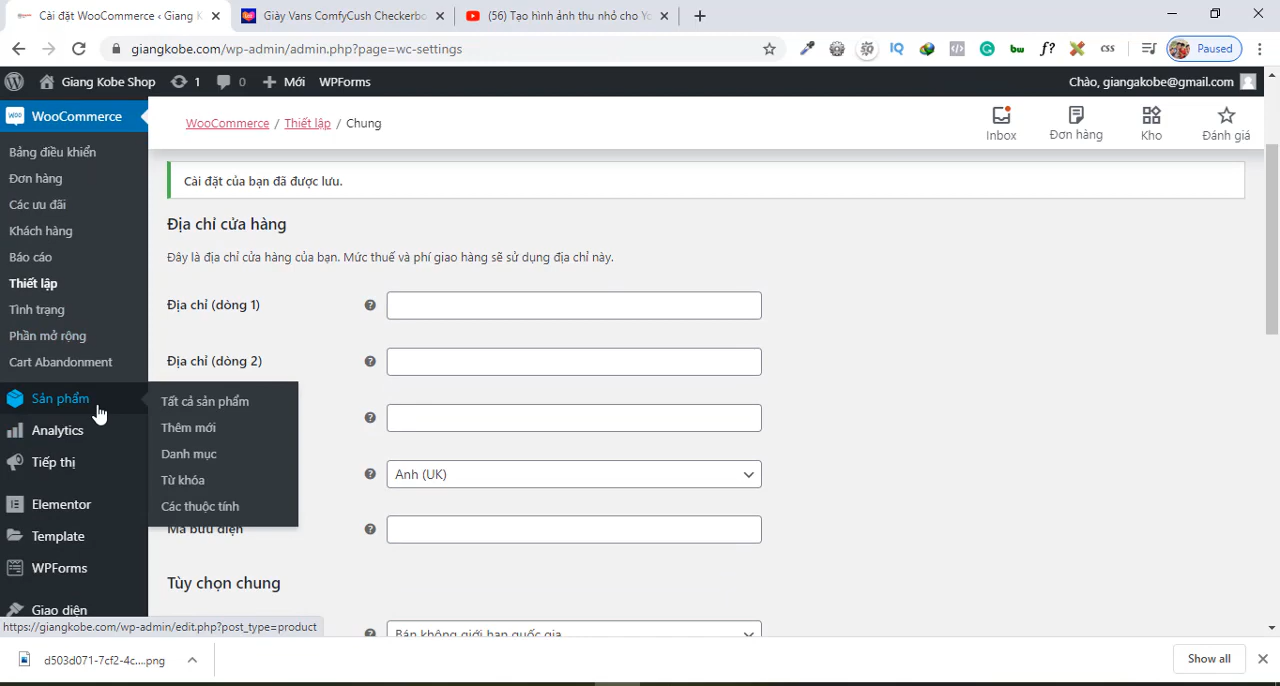 Cài đặt WooCommerce ‹ Giang K
Giày Vans ComfyCush Checkerbo
(56) Tạo hình ảnh thu nhỏ cho Yo
giangkobe.com/wp-admin/admin.php?page=wc-settings
IQ
bw
f?
css
Paused
Giang Kobe Shop
1
0
Mới
WPForms
Chào, giangakobe@gmail.com
WooCommerce
Bảng điều khiển
Đơn hàng
Các ưu đãi
Khách hàng
Báo cáo
Thiết lập
Tình trạng
Phần mở rộng
Cart Abandonment
Sản phẩm
Analytics
Tiếp thị
Elementor
Template
WPForms
Giao diện
Tất cả sản phẩm
Thêm mới
Danh mục
Từ khóa
Các thuộc tính
WooCommerce / Thiết lập / Chung
Inbox
Đơn hàng
Kho
Đánh giá
Cài đặt của bạn đã được lưu.
Địa chỉ cửa hàng
Đây là địa chỉ cửa hàng của bạn. Mức thuế và phí giao hàng sẽ sử dụng địa chỉ này.
Địa chỉ (dòng 1)
Địa chỉ (dòng 2)
Anh (UK)
Mã bưu điện
Tùy chọn chung
Bán không giới hạn quốc gia
https://giangkobe.com/wp-admin/edit.php?post_type=product
d503d071-7cf2-4c....png
Show all